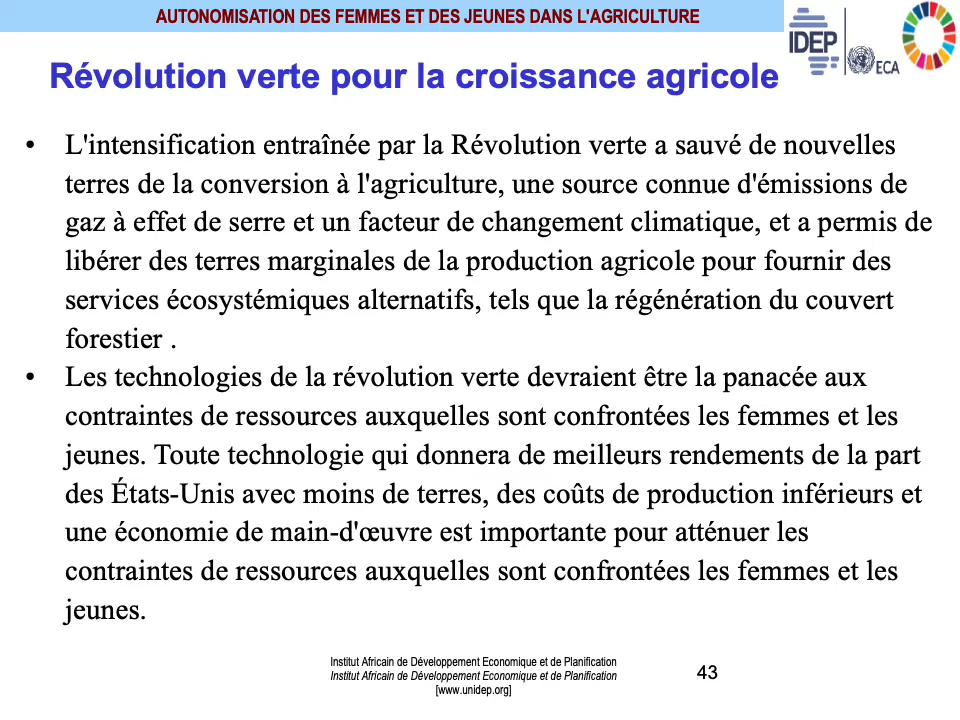 AUTONOMISATION DES FEMMES ET DES JEUNES DANS L'AGRICULTURE
IDEP
ECA
Révolution verte pour la croissance agricole
• L'intensification entraînée par la Révolution verte a sauvé de nouvelles
terres de la conversion à l'agriculture, une source connue d'émissions de
gaz à effet de serre et un facteur de changement climatique, et a permis de
libérer des terres marginales de la production agricole pour fournir des
services écosystémiques alternatifs, tels que la régénération du couvert
forestier .
• Les technologies de la révolution verte devraient être la panacée aux
contraintes de ressources auxquelles sont confrontées les femmes et les
jeunes. Toute technologie qui donnera de meilleurs rendements de la part
des États-Unis avec moins de terres, des coûts de production inférieurs et
une économie de main-d'œuvre est importante pour atténuer les
contraintes de ressources auxquelles sont confrontées les femmes et les
jeunes.
Institut Africain de Développement Economique et de Planification
Institut Africain de Développement Economique et de Planification
[www.unidep.org]
43